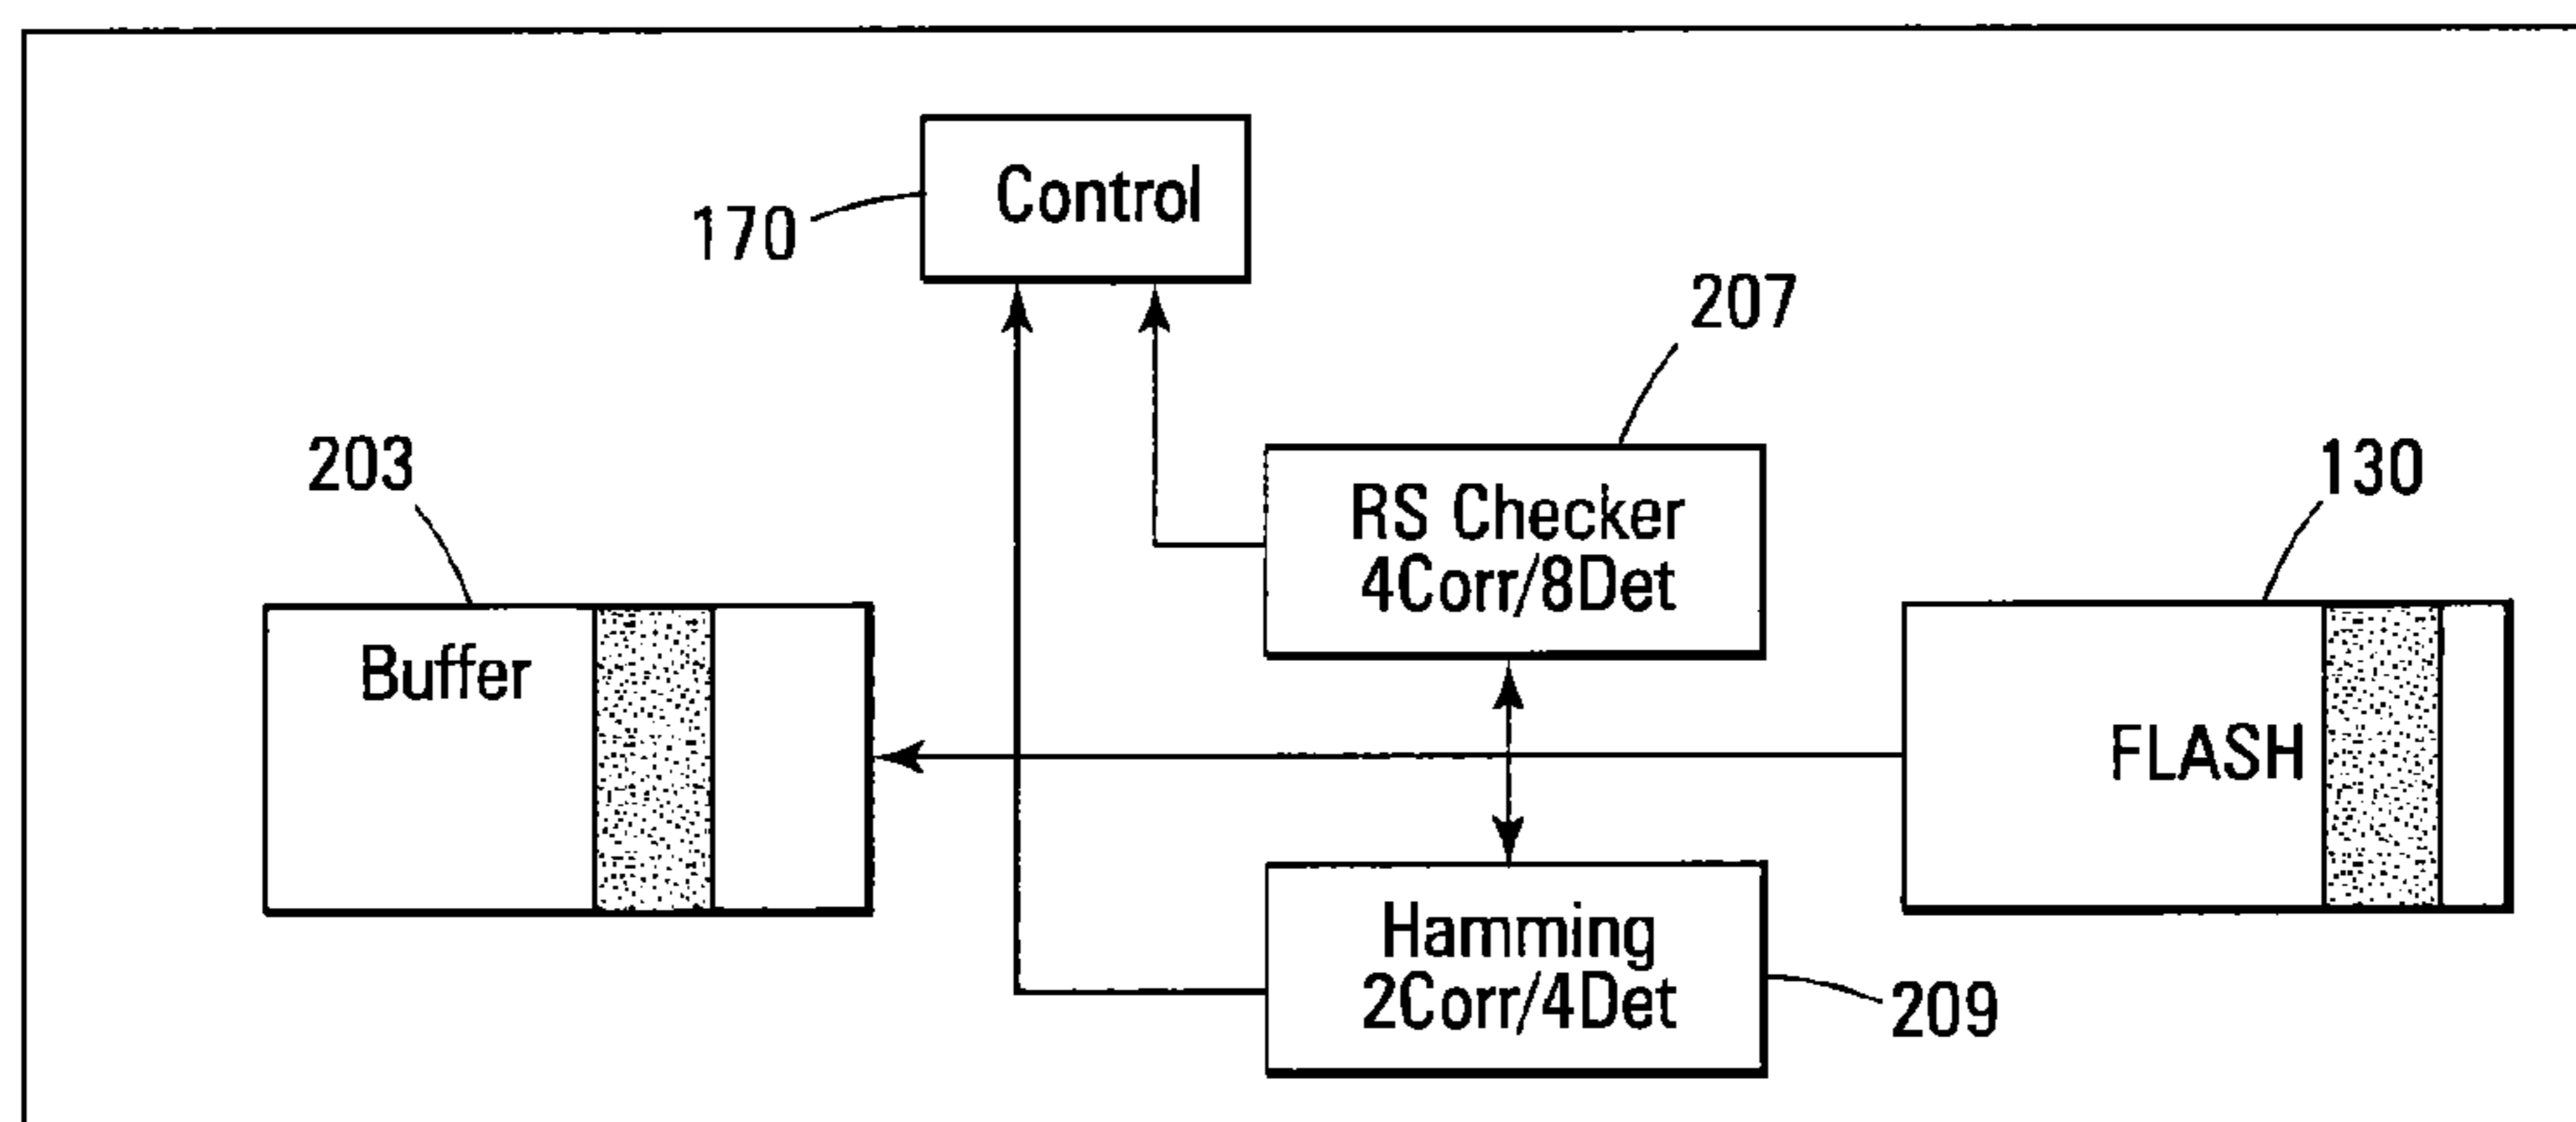 Control
170
207
203
RS Checker
4Corr/8Det
130
Buffer
FLASH
Hamming
2Corr/4Det
209